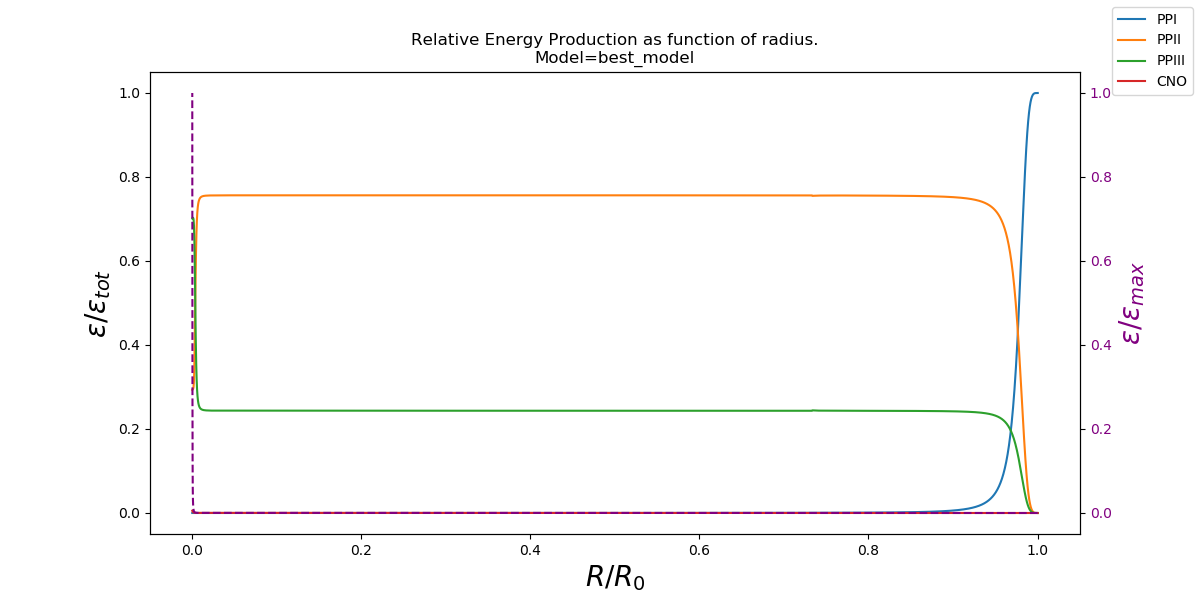 Relative Energy Production as function of radius.
Model=best_model
PPI
PPII
PPIII
CNO
1.0
0.8
0.6
0.4
0.2
0.0
ε/ε_tot
1.0
0.8
0.6
0.4
0.2
0.0
ε/ε_max
0.0
0.2
0.4
0.6
0.8
1.0
R/R_0